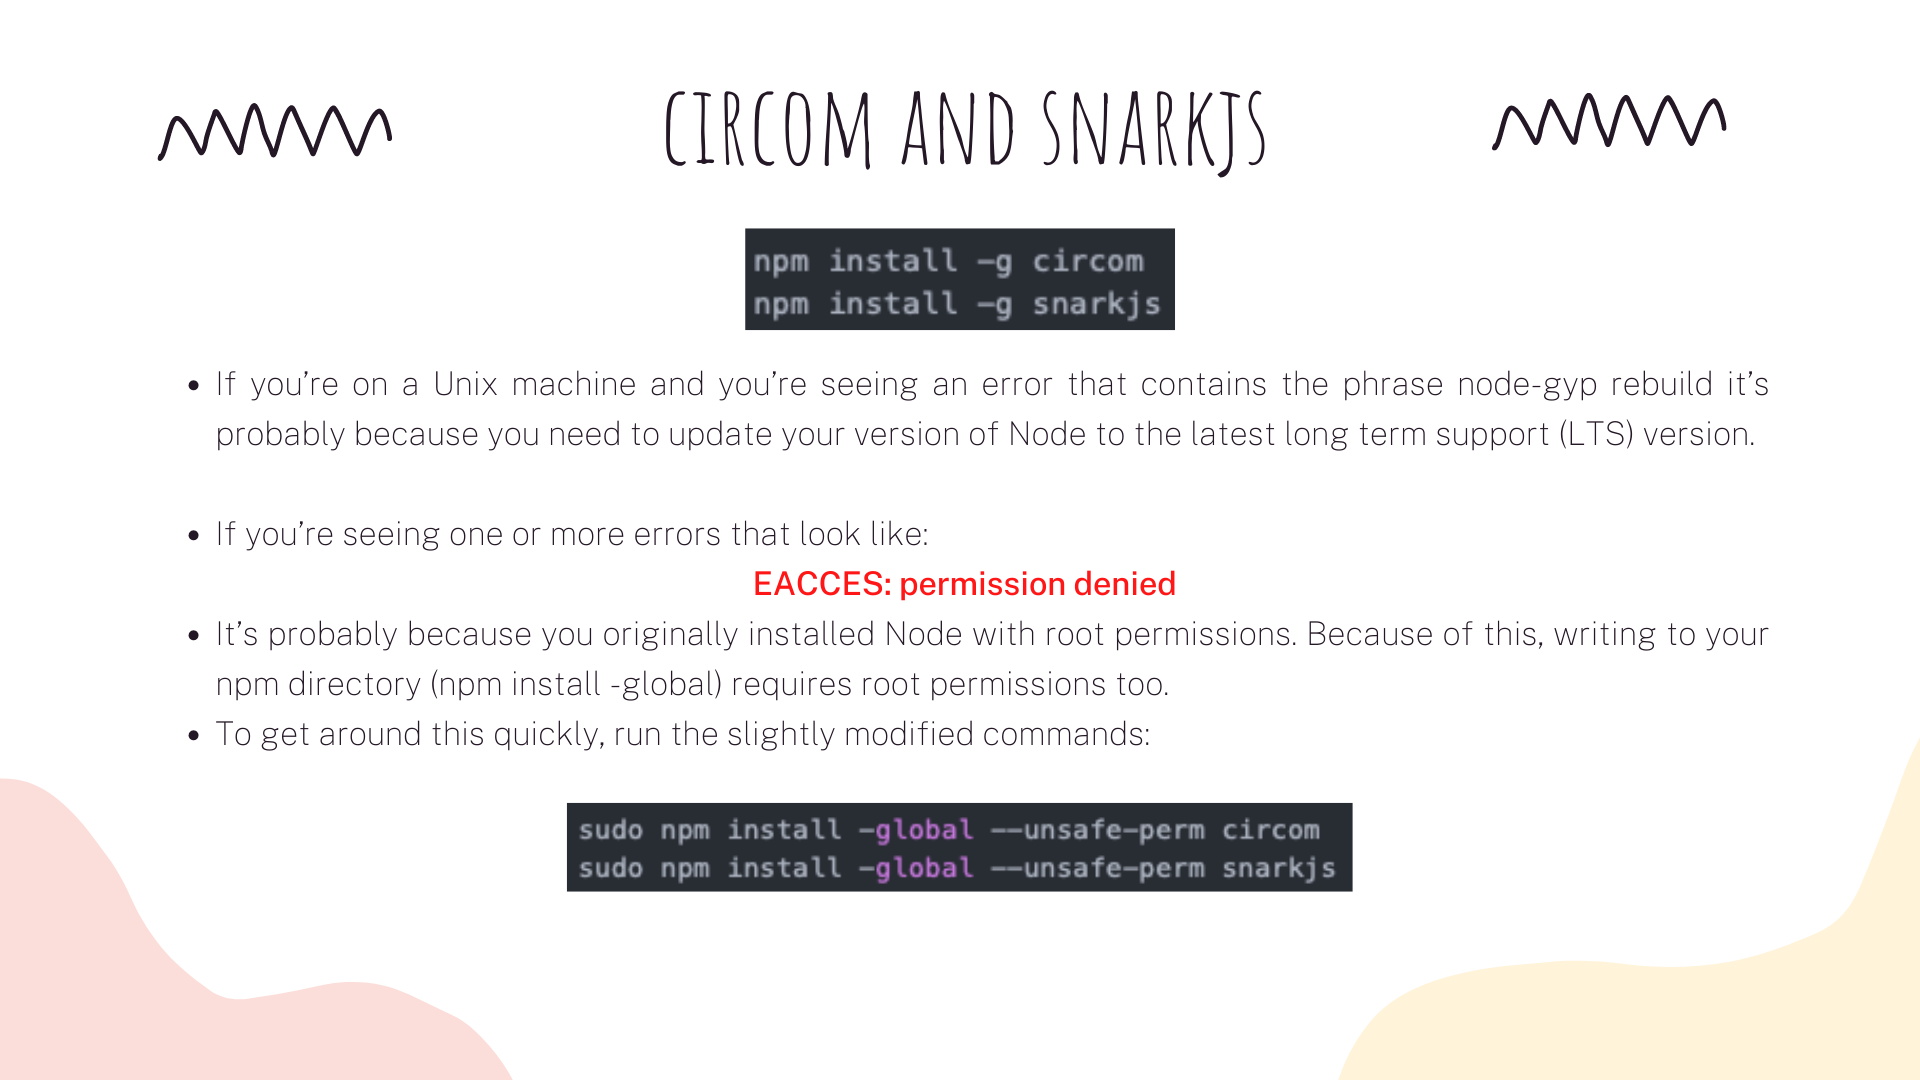 CIRCOM AND SNARKJS
npm install -g circom
npm install -g snarkjs
• If you’re on a Unix machine and you’re seeing an error that contains the phrase node-gyp rebuild it’s
probably because you need to update your version of Node to the latest long term support (LTS) version.
• If you’re seeing one or more errors that look like:
EACCES: permission denied
• It’s probably because you originally installed Node with root permissions. Because of this, writing to your
npm directory (npm install -global) requires root permissions too.
• To get around this quickly, run the slightly modified commands:
sudo npm install -global --unsafe-perm circom
sudo npm install -global --unsafe-perm snarkjs